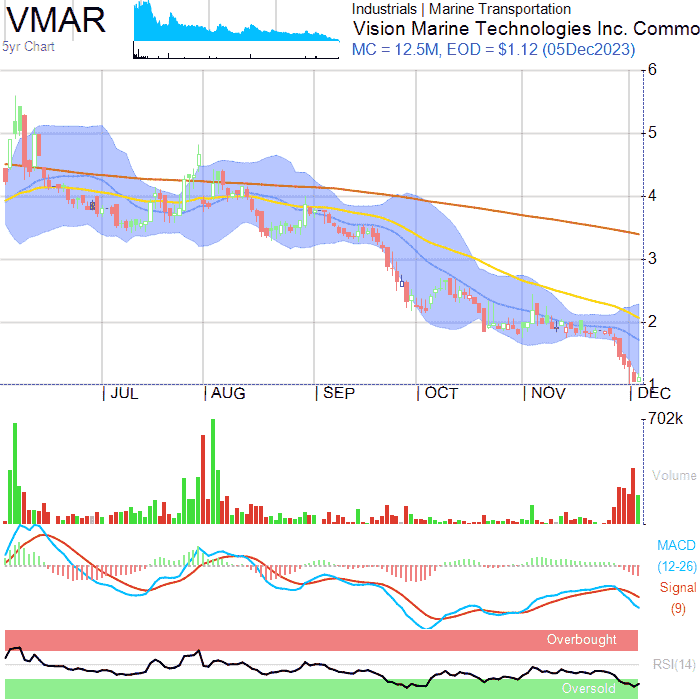 VMAR
5yr Chart
Industrials | Marine Transportation
Vision Marine Technologies Inc. Commo
MC = 12.5M, EOD = $1.12 (05Dec2023)
6
5
4
3
2
1
| JUL | AUG | SEP | OCT | NOV | DEC
702k
Volume
MACD
(12-26)
Signal
(9)
Overbought
RSI(14)
Oversold